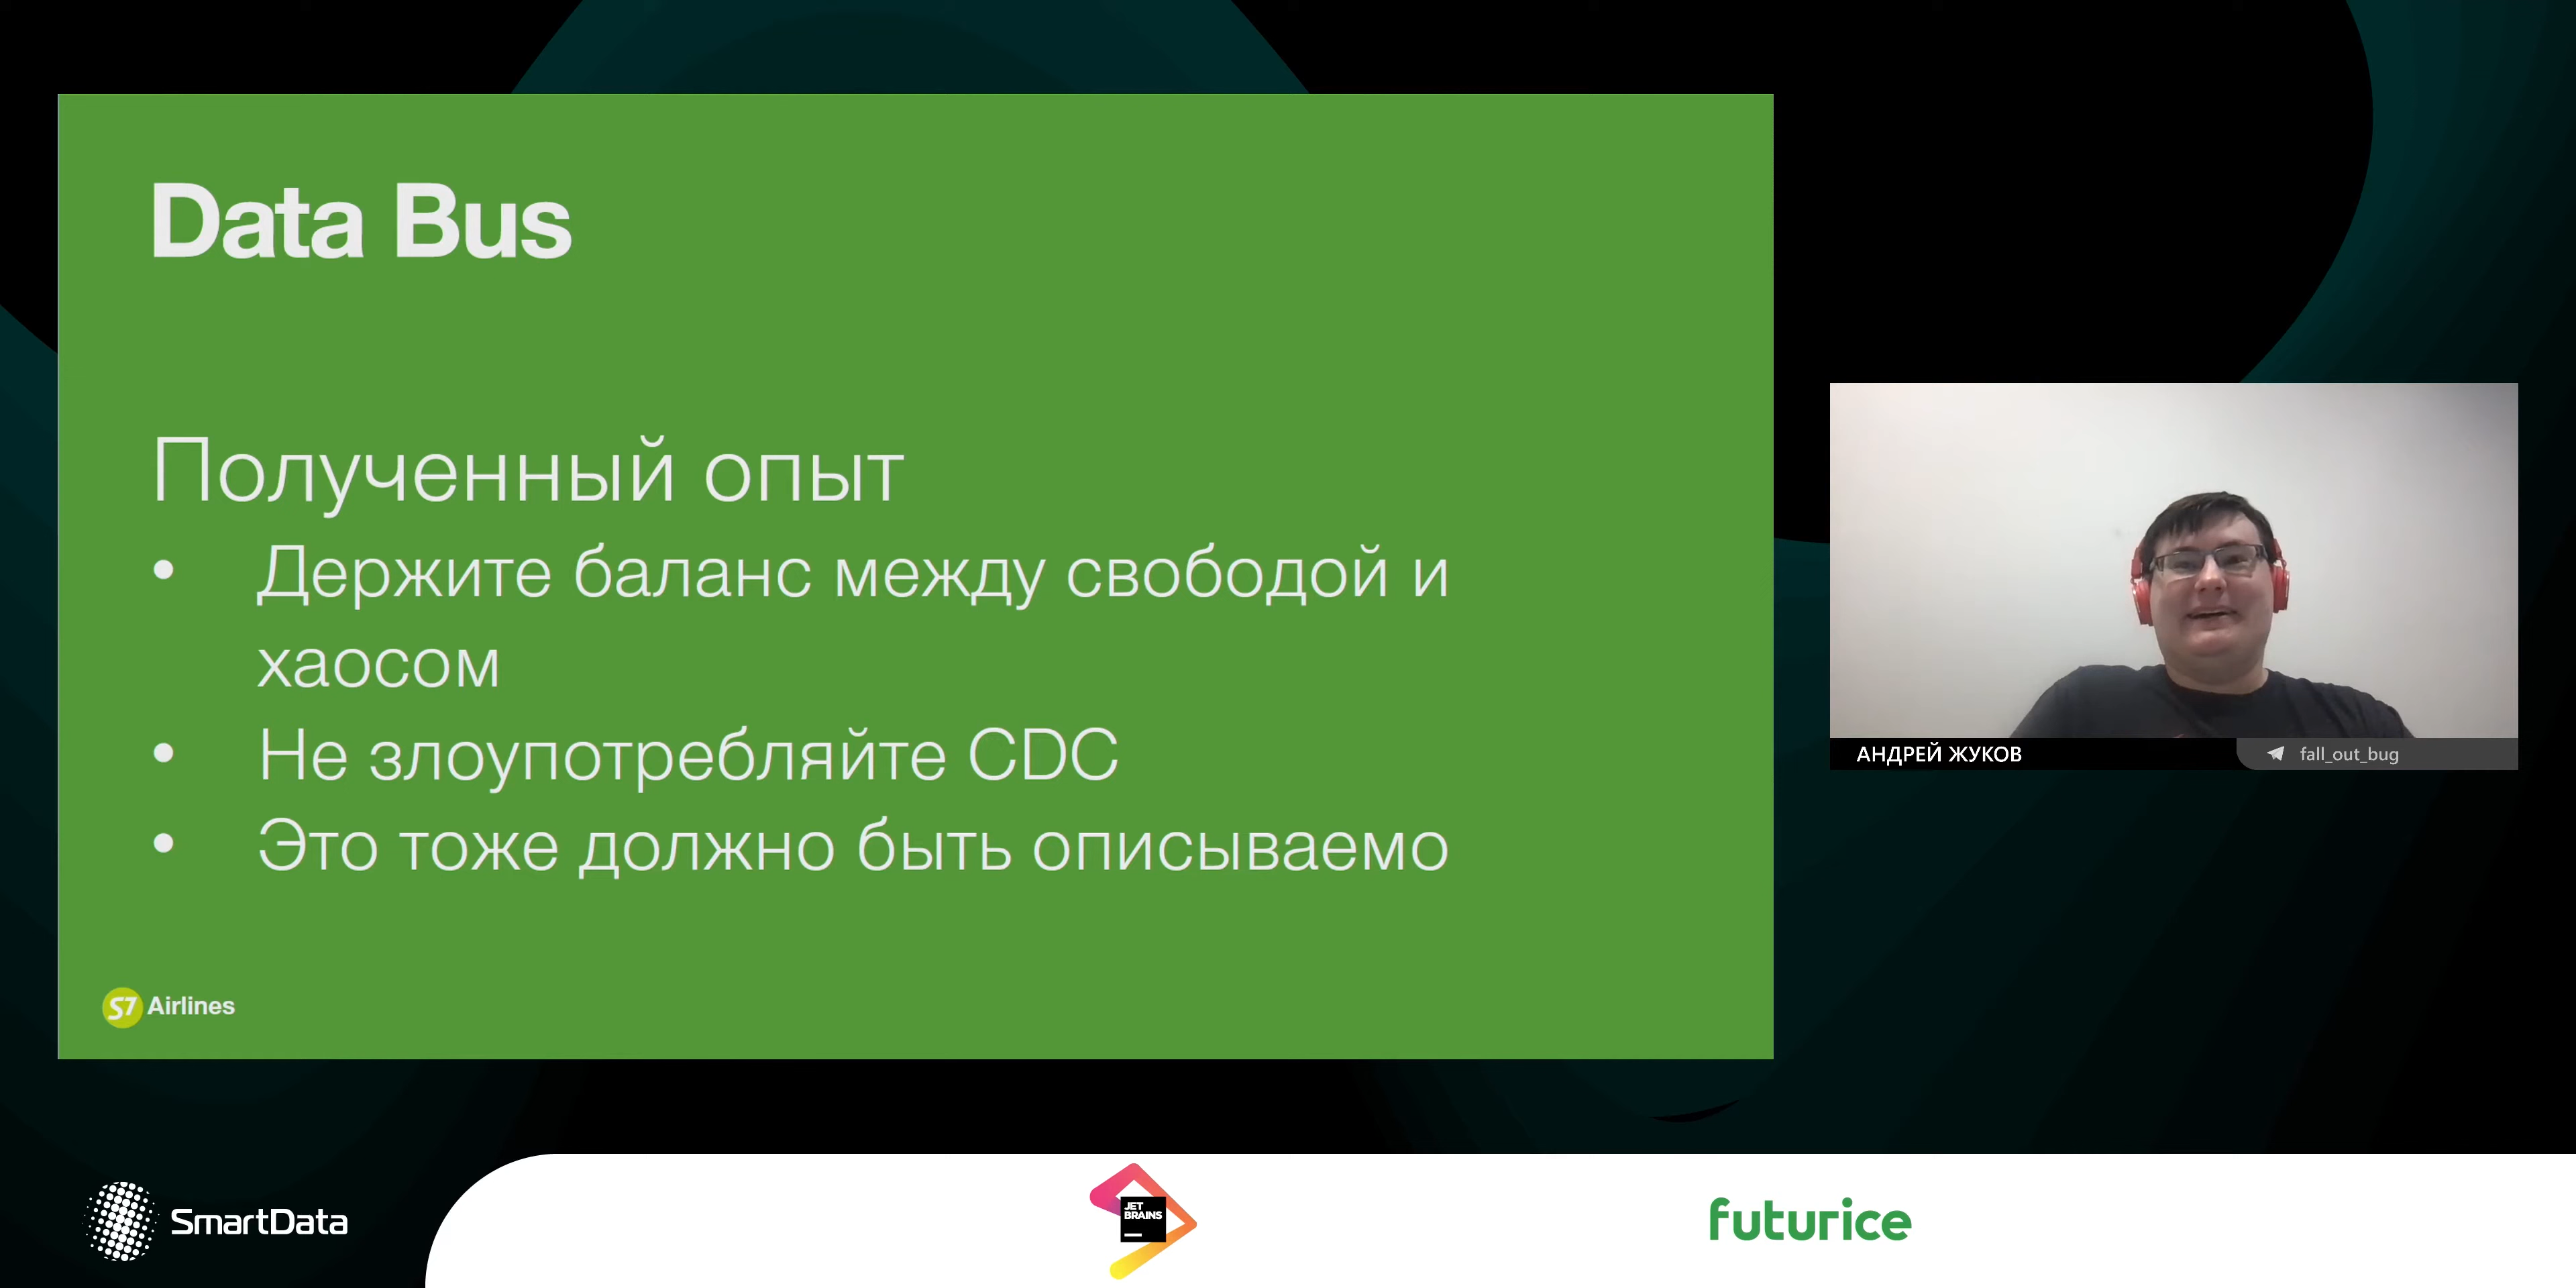 Data Bus
Полученный опыт
• Держите баланс между свободой и
хаосом
• Не злоупотребляйте CDC
• Это тоже должно быть описываемо
S7 Airlines
АНДРЕЙ ЖУКОВ
fall_out_bug
SmartData
JET
BRAINS
futurice